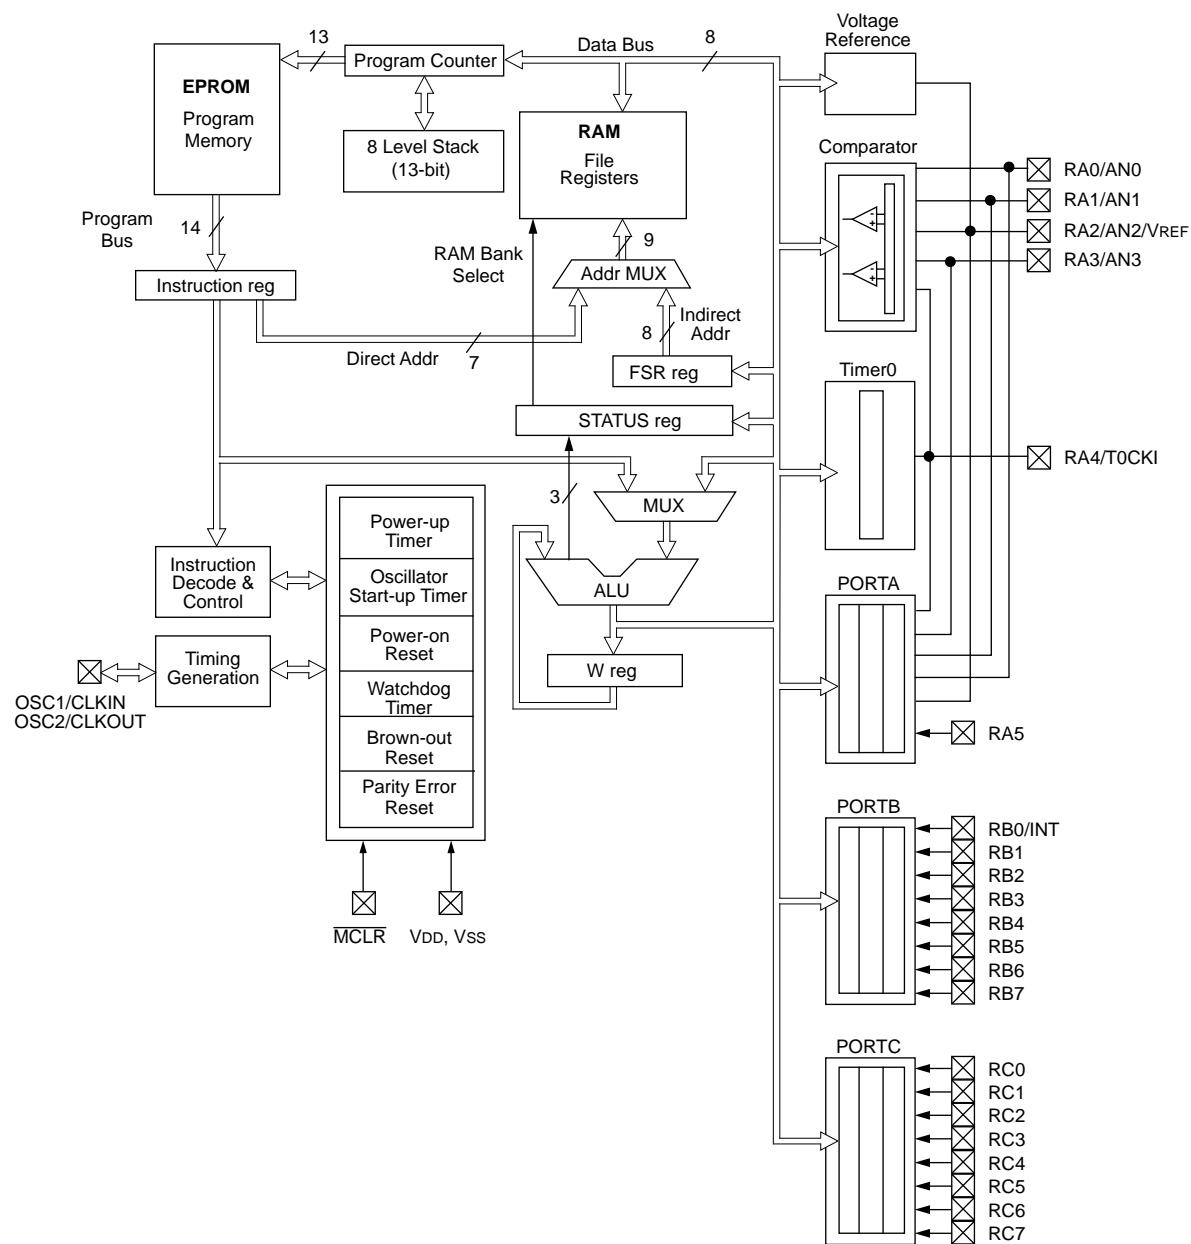 13
Program Counter
Data Bus
8
Voltage
Reference
EPROM
Program
Memory
8 Level Stack
(13-bit)
RAM
File
Registers
Comparator
RA0/AN0
RA1/AN1
RA2/AN2/VREF
RA3/AN3
Program
Bus
14
RAM Bank
Select
9
Addr MUX
Instruction reg
Direct Addr
7
8
Indirect
Addr
FSR reg
Timer0
STATUS reg
RA4/T0CKI
3
MUX
Power-up
Timer
Instruction
Decode &
Control
Oscillator
Start-up Timer
ALU
PORTA
Timing
Generation
Power-on
Reset
W reg
OSC1/CLKIN
OSC2/CLKOUT
Watchdog
Timer
Brown-out
Reset
RA5
Parity Error
Reset
PORTB
RB0/INT
RB1
RB2
RB3
RB4
RB5
RB6
RB7
MCLR
VDD, VSS
PORTC
RC0
RC1
RC2
RC3
RC4
RC5
RC6
RC7